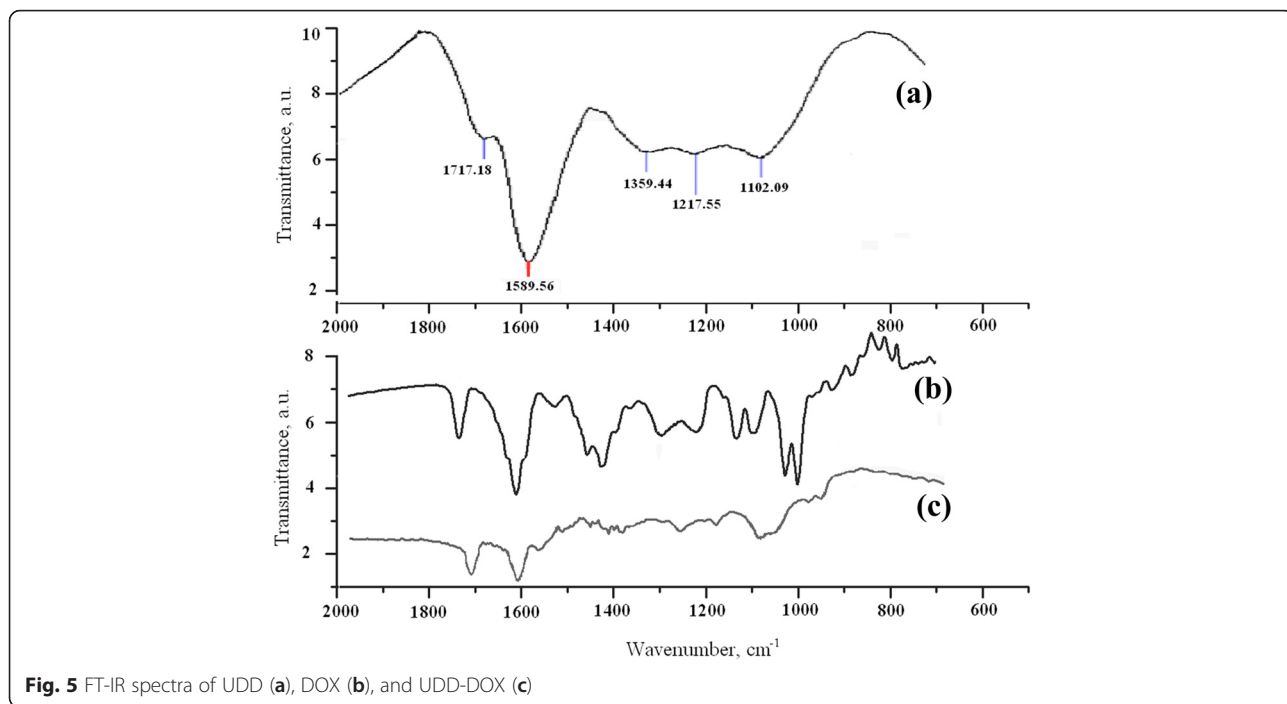 10
8
6
4
2
Transmittance, a.u.
(a)
1717.18
1589.56
1359.44
1217.55
1102.09
2000 1800 1600 1400 1200 1000 800 600
8
6
4
2
Transmittance, a.u.
(b)
(c)
2000 1800 1600 1400 1200 1000 800 600
Wavenumber, cm-1
Fig. 5 FT-IR spectra of UDD (a), DOX (b), and UDD-DOX (c)